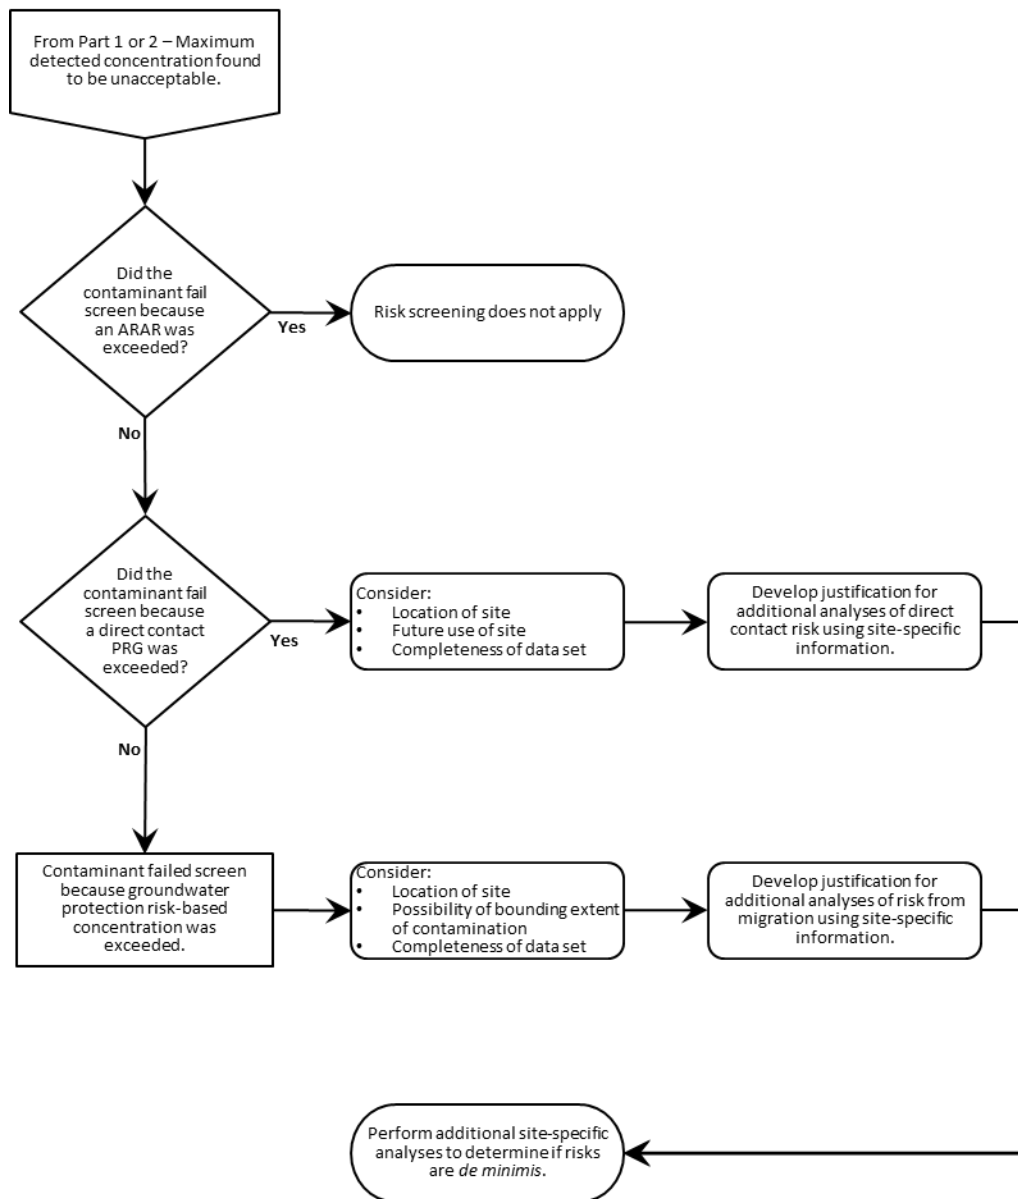 From Part 1 or 2 – Maximum
detected concentration found
to be unacceptable.
Did the
contaminant fail
screen because
an ARAR was
exceeded?
Yes
Risk screening does not apply
No
Did the
contaminant fail
screen because
a direct contact
PRG was
exceeded?
Yes
Consider:
• Location of site
• Future use of site
• Completeness of data set
Develop justification for
additional analyses of direct
contact risk using site-specific
information.
No
Contaminant failed screen
because groundwater
protection risk-based
concentration was
exceeded.
Consider:
• Location of site
• Possibility of bounding extent
of contamination
• Completeness of data set
Develop justification for
additional analyses of risk from
migration using site-specific
information.
Perform additional site-specific
analyses to determine if risks
are de minimis.